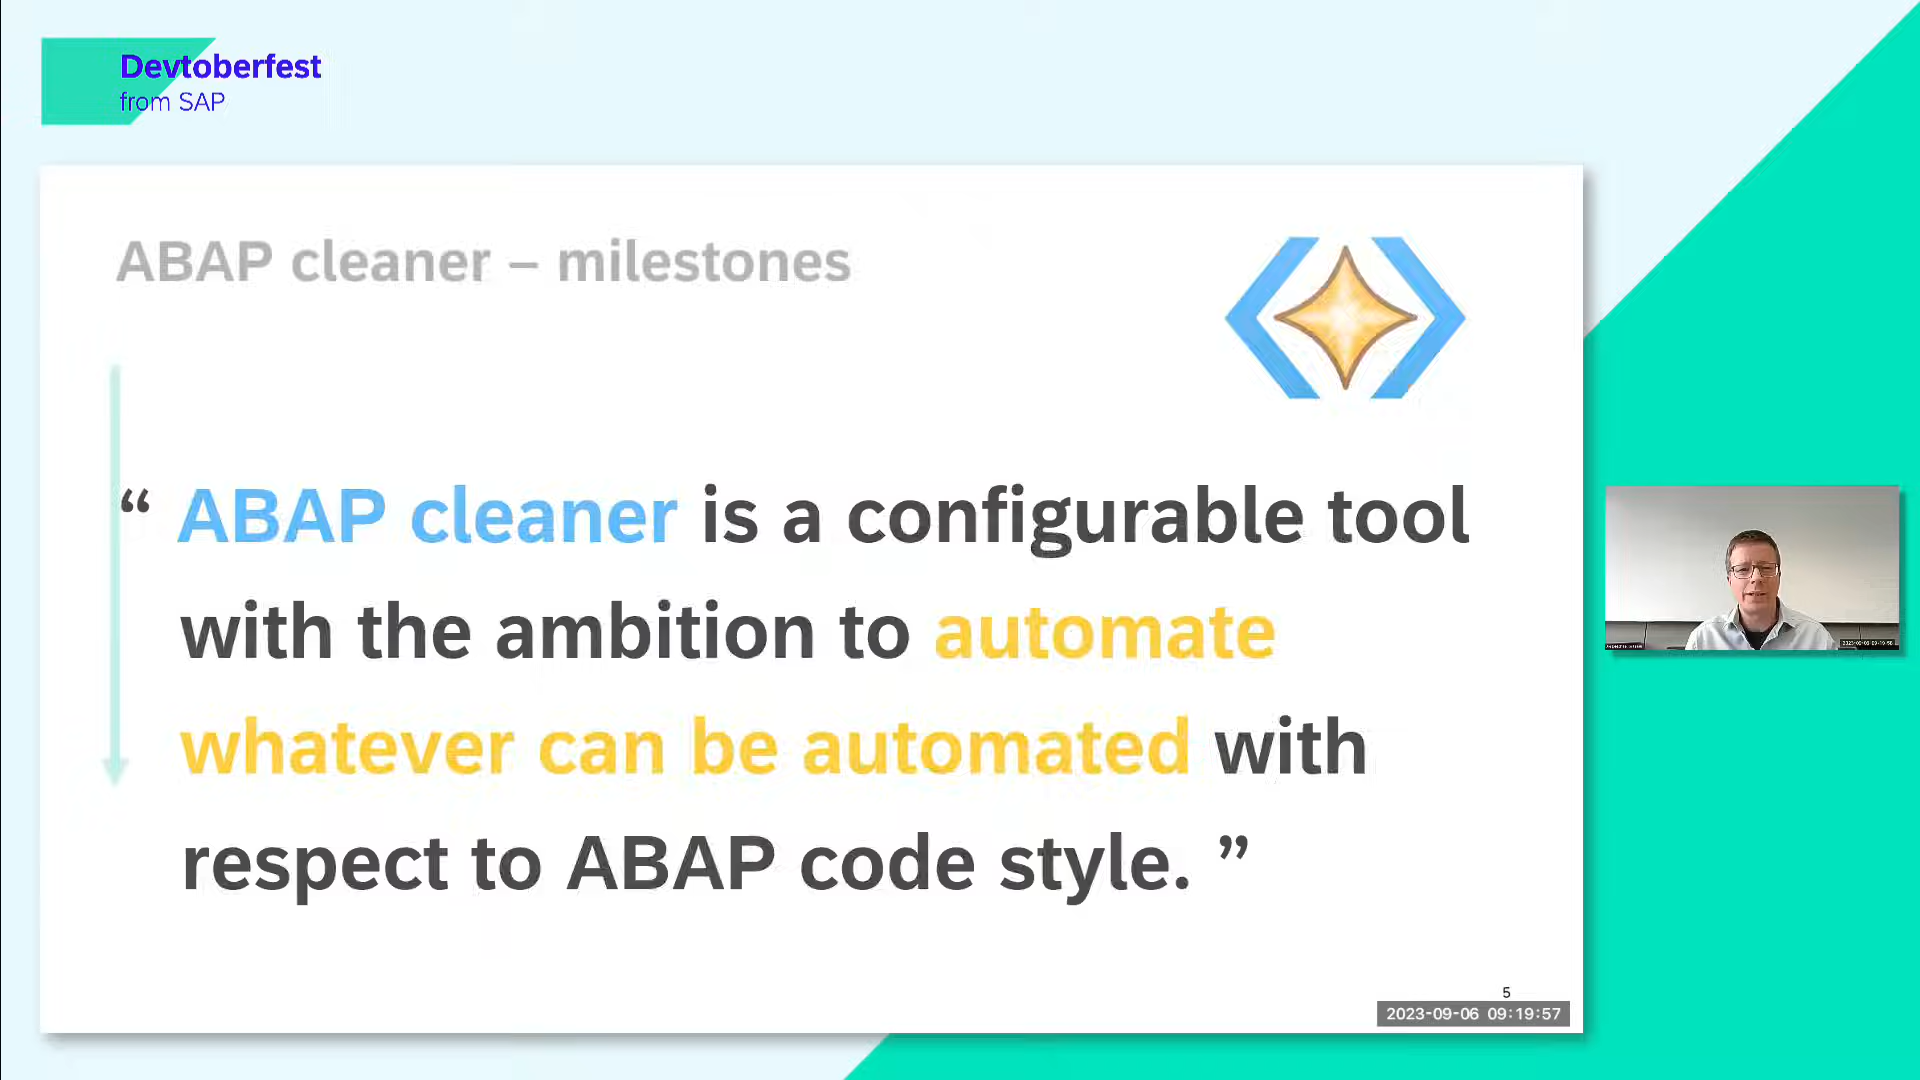 Devtoberfest
from SAP
ABAP cleaner – milestones
“ ABAP cleaner is a configurable tool
with the ambition to automate
whatever can be automated with
respect to ABAP code style. ”
5
2023-09-06 09:19:57